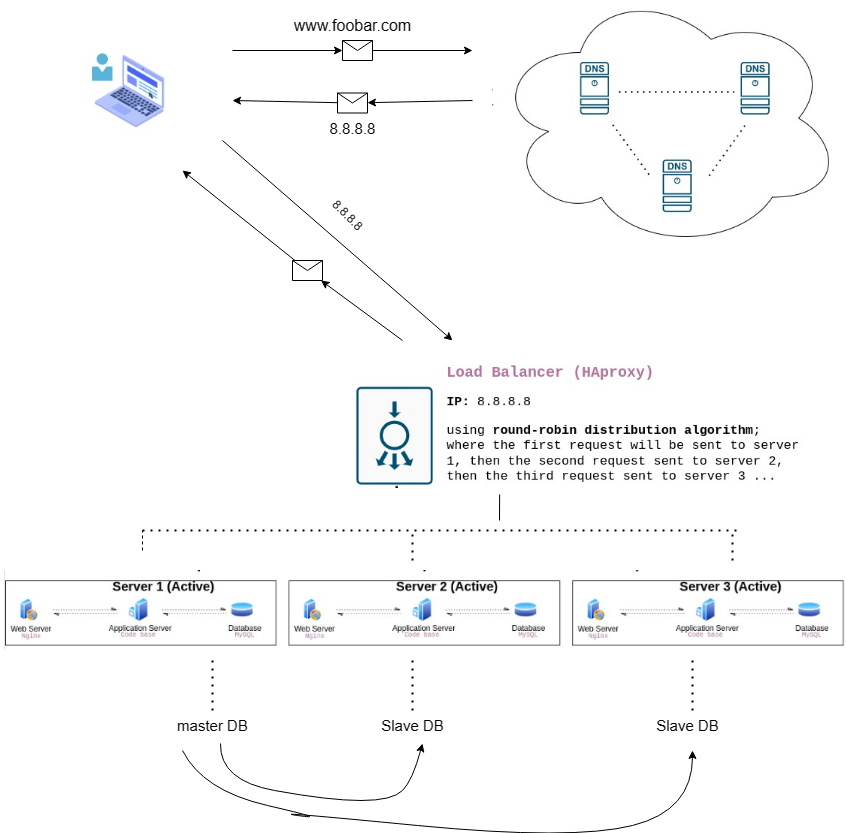 www.foobar.com
DNS
DNS
8.8.8.8
DNS
8.8.8.8
Load Balancer (HAproxy)
IP: 8.8.8.8
using round-robin distribution algorithm;
where the first request will be sent to server
1, then the second request sent to server 2,
then the third request sent to server 3 ...
Server 1 (Active)
Web Server
Nginx
Application Server
Code base
Database
MySQL
Server 2 (Active)
Web Server
Nginx
Application Server
Code base
Database
MySQL
Server 3 (Active)
Web Server
Nginx
Application Server
Code base
Database
MySQL
master DB
Slave DB
Slave DB